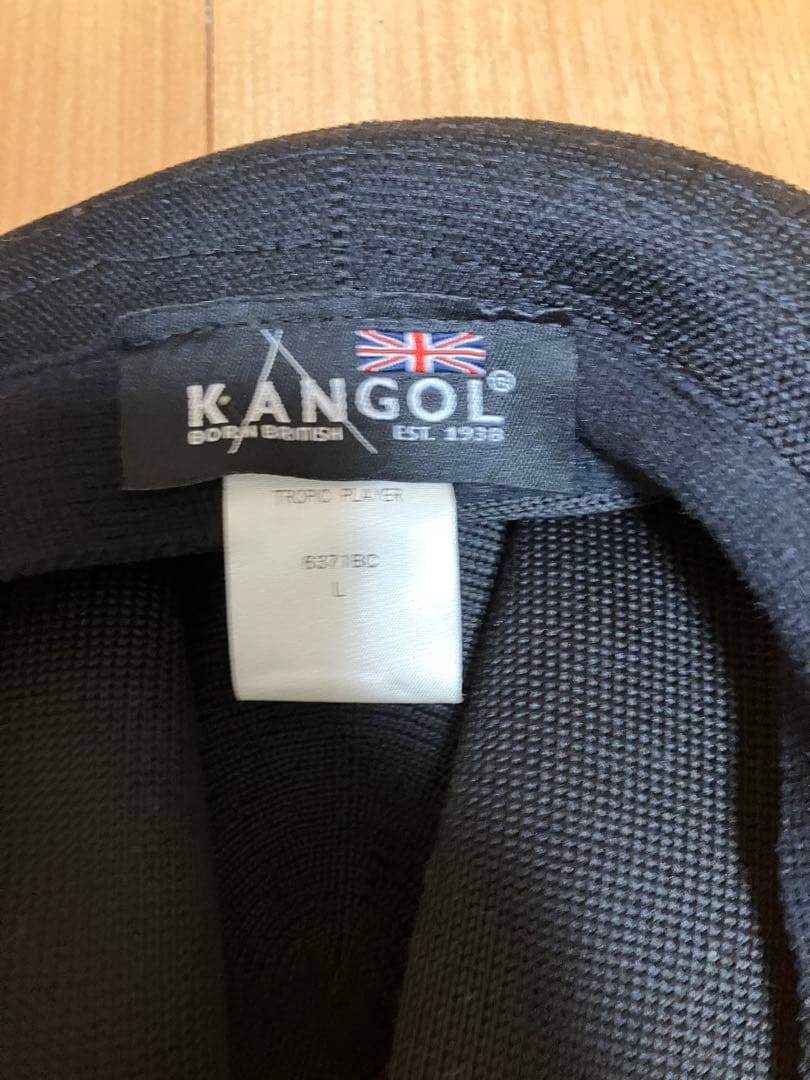 KANGOL®
BORN BRITISH EST. 1938
TROPIC PLAYER
6371BC
L